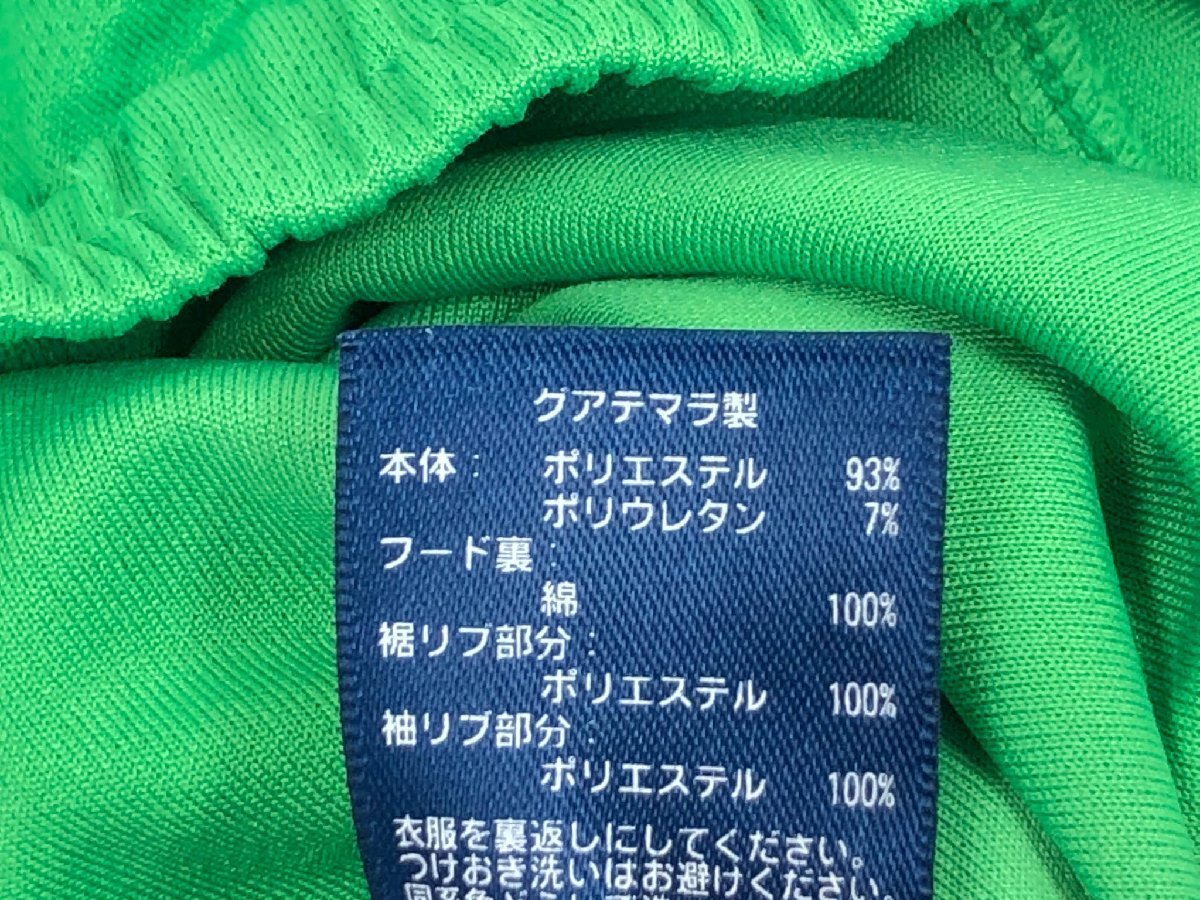 グアテマラ製
本体: ポリエステル 93%
ポリウレタン 7%
フード裏:
綿 100%
裾リブ部分:
ポリエステル 100%
袖リブ部分:
ポリエステル 100%
衣服を裏返しにしてください。
つけおき洗いはお避けください。